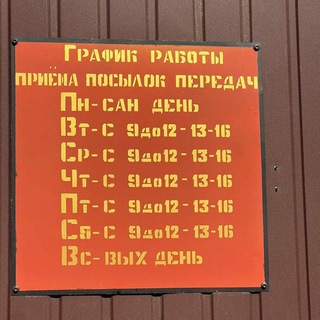 График работы
приёма посылок передач
Пн-сан день
Вт-с 9до12-13-16
Ср-с 9до12-13-16
Чт-с 9до12-13-16
Пт-с 9до12-13-16
Сб-с 9до12-13-16
Вс-вых день